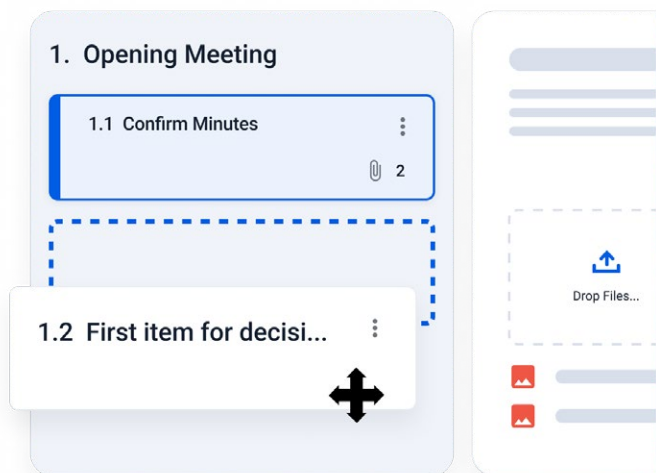 1. Opening Meeting
1.1 Confirm Minutes
2
1.2 First item for decisi...
Drop Files...